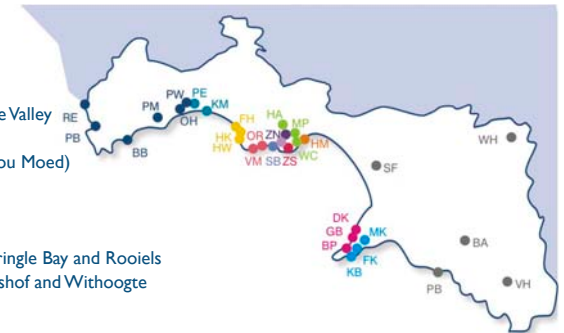 e Valley
ou Moed)
ringle Bay and Rooiels
shof and Withoogte
RE
PB
BB
PM
PW
PE
OH
KM
FH
HK
HW
OR
VM
ZN
SB
HA
MP
ZS
WC
HM
SF
WH
DK
GB
BP
MK
FK
KB
BA
PB
VH